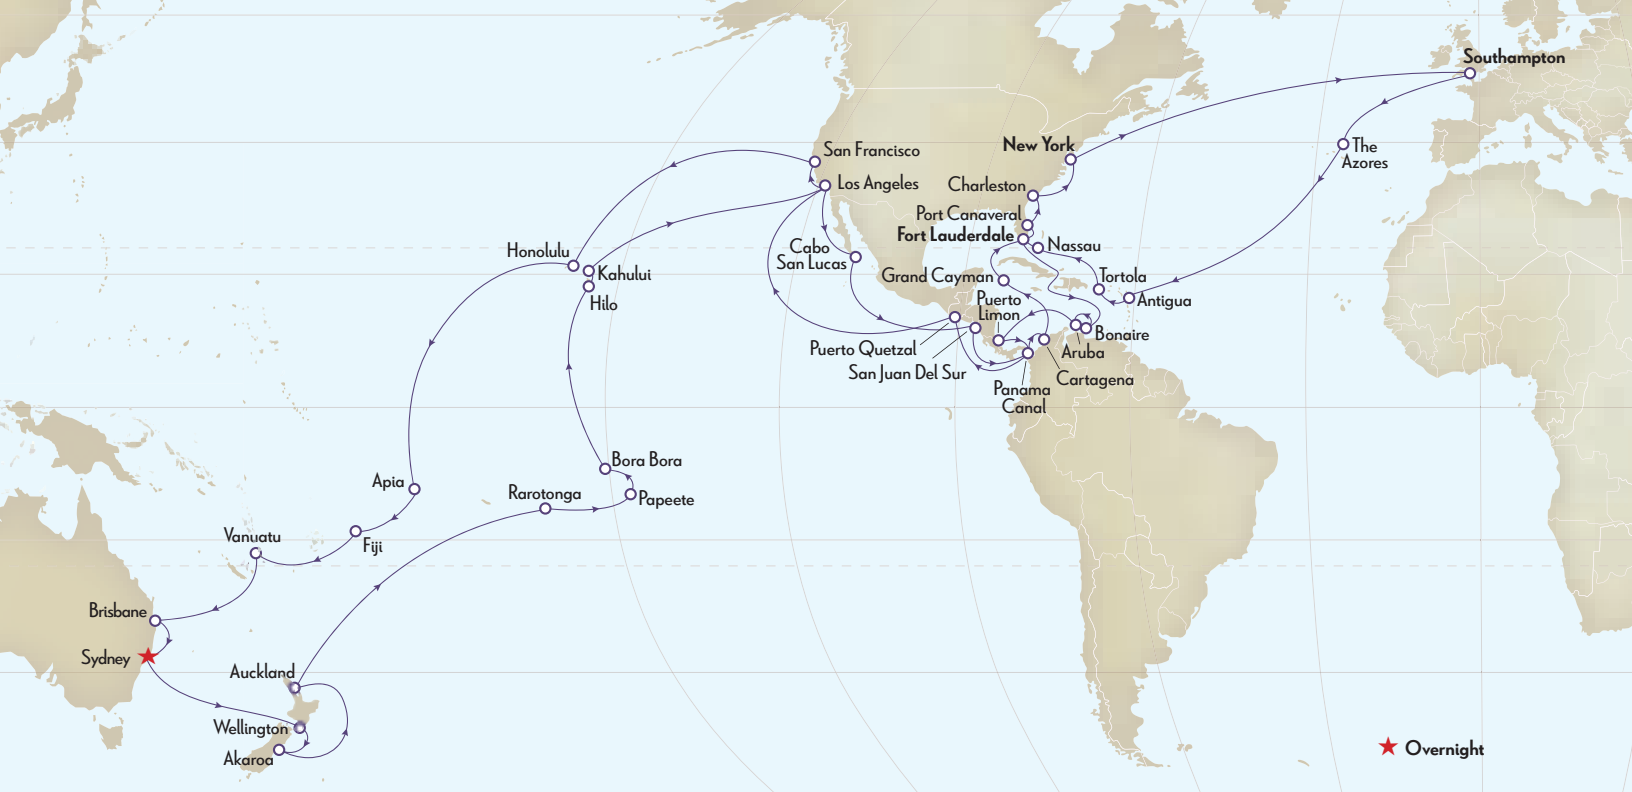 Southampton
The
Azores
New York
San Francisco
Los Angeles
Charleston
Port Canaveral
Fort Lauderdale
Nassau
Honolulu
Kahului
Hilo
Cabo
San Lucas
Grand Cayman
Tortola
Antigua
Puerto
Limon
Bonaire
Puerto Quetzal
Aruba
San Juan Del Sur
Cartagena
Panama
Canal
Bora Bora
Apia
Rarotonga
Papeete
Vanuatu
Fiji
Brisbane
Sydney
Auckland
Wellington
Akaroa
Overnight